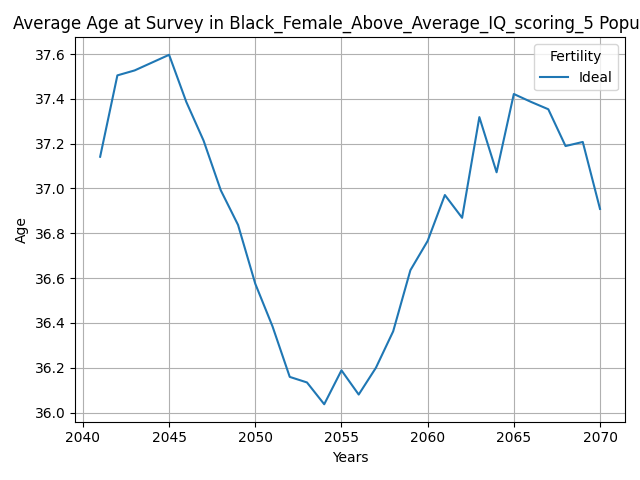 Average Age at Survey in Black_Female_Above_Average_IQ_scoring_5 Popu
37.6
37.4
37.2
37.0
36.8
36.6
36.4
36.2
36.0
Age
Fertility
Ideal
2040 2045 2050 2055 2060 2065 2070
Years